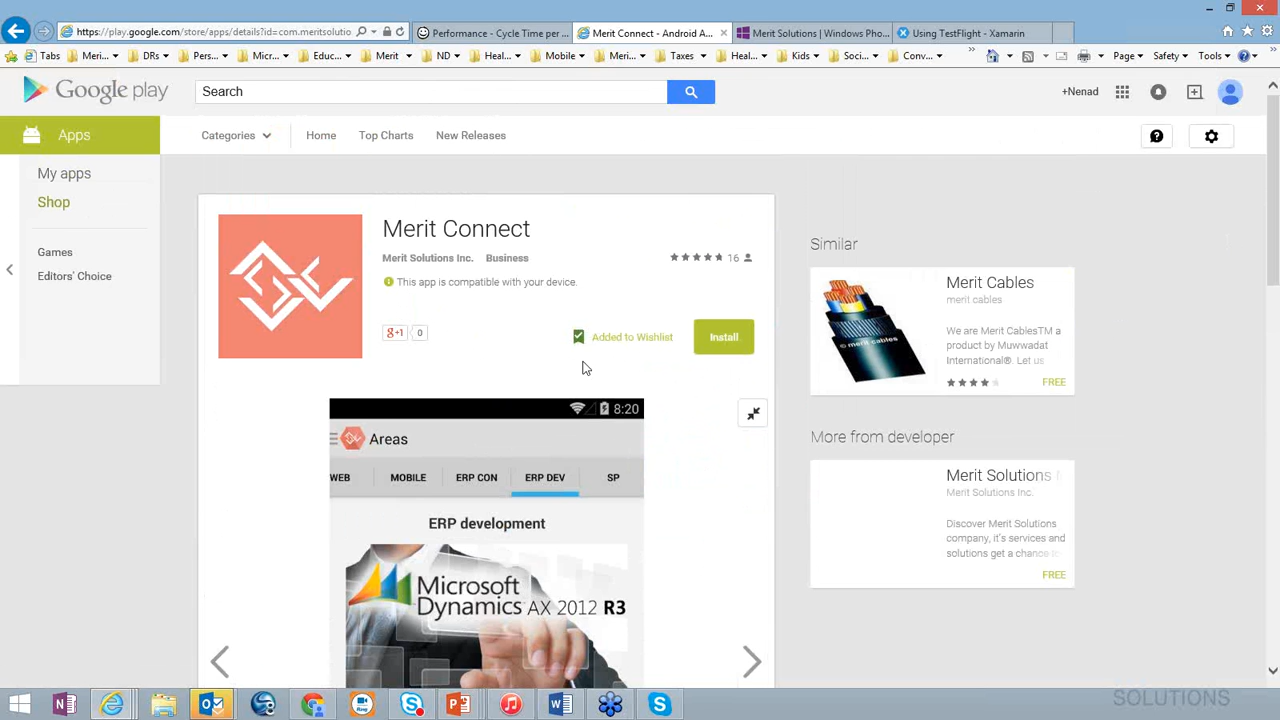 https://play.google.com/store/apps/details?id=com.meritsolutio
Performance - Cycle Time per ...
Merit Connect - Android A...
Merit Solutions | Windows Pho...
Using TestFlight - Xamarin
Tabs
Meri...
DRs
Pers...
Micr...
Educ...
Merit
ND
Heal...
Mobile
Meri...
Taxes
Heal...
Kids
Soci...
Conv...
Page
Safety
Tools
Google play
Search
+Nenad
Apps
Categories
Home
Top Charts
New Releases
My apps
Shop
Games
Editors' Choice
Merit Connect
Merit Solutions Inc. Business
16
This app is compatible with your device.
g+1 0
Added to Wishlist
Install
8:20
Areas
WEB MOBILE ERP CON ERP DEV SP
ERP development
Microsoft
Dynamics AX 2012 R3
Similar
Merit Cables
merit cables
We are Merit CablesTM a
product by Muwwadat
International®. Let us
FREE
More from developer
Merit Solutions
Merit Solutions Inc.
Discover Merit Solutions
company, it's services and
solutions get a chance to
FREE
SOLUTIONS